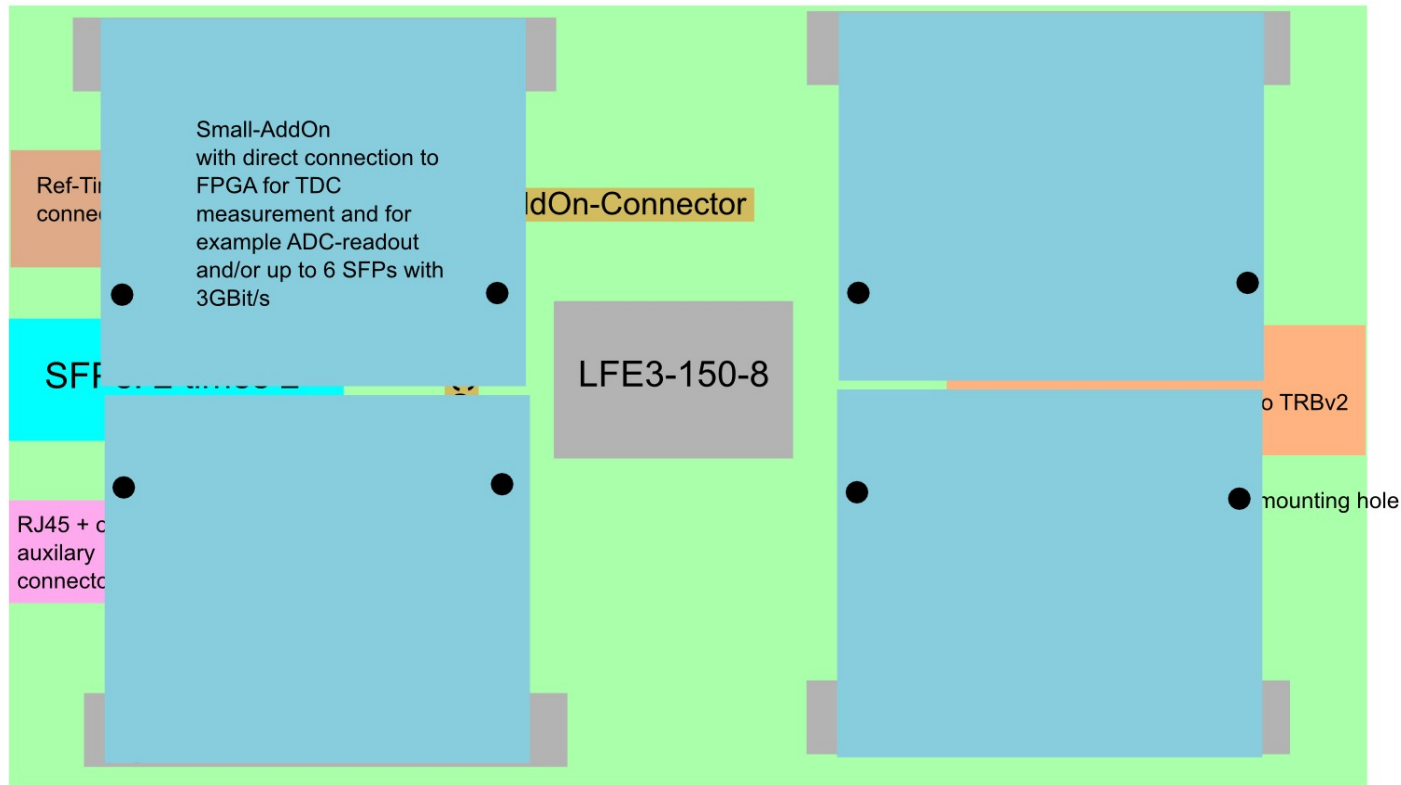 Small-AddOn
with direct connection to
FPGA for TDC
measurement and for
example ADC-readout
and/or up to 6 SFPs with
3GBit/s
Ref-Ti
conne
ddOn-Connector
SFP
LFE3-150-8
o TRBv2
mounting hole
RJ45 + c
auxilary
connecto